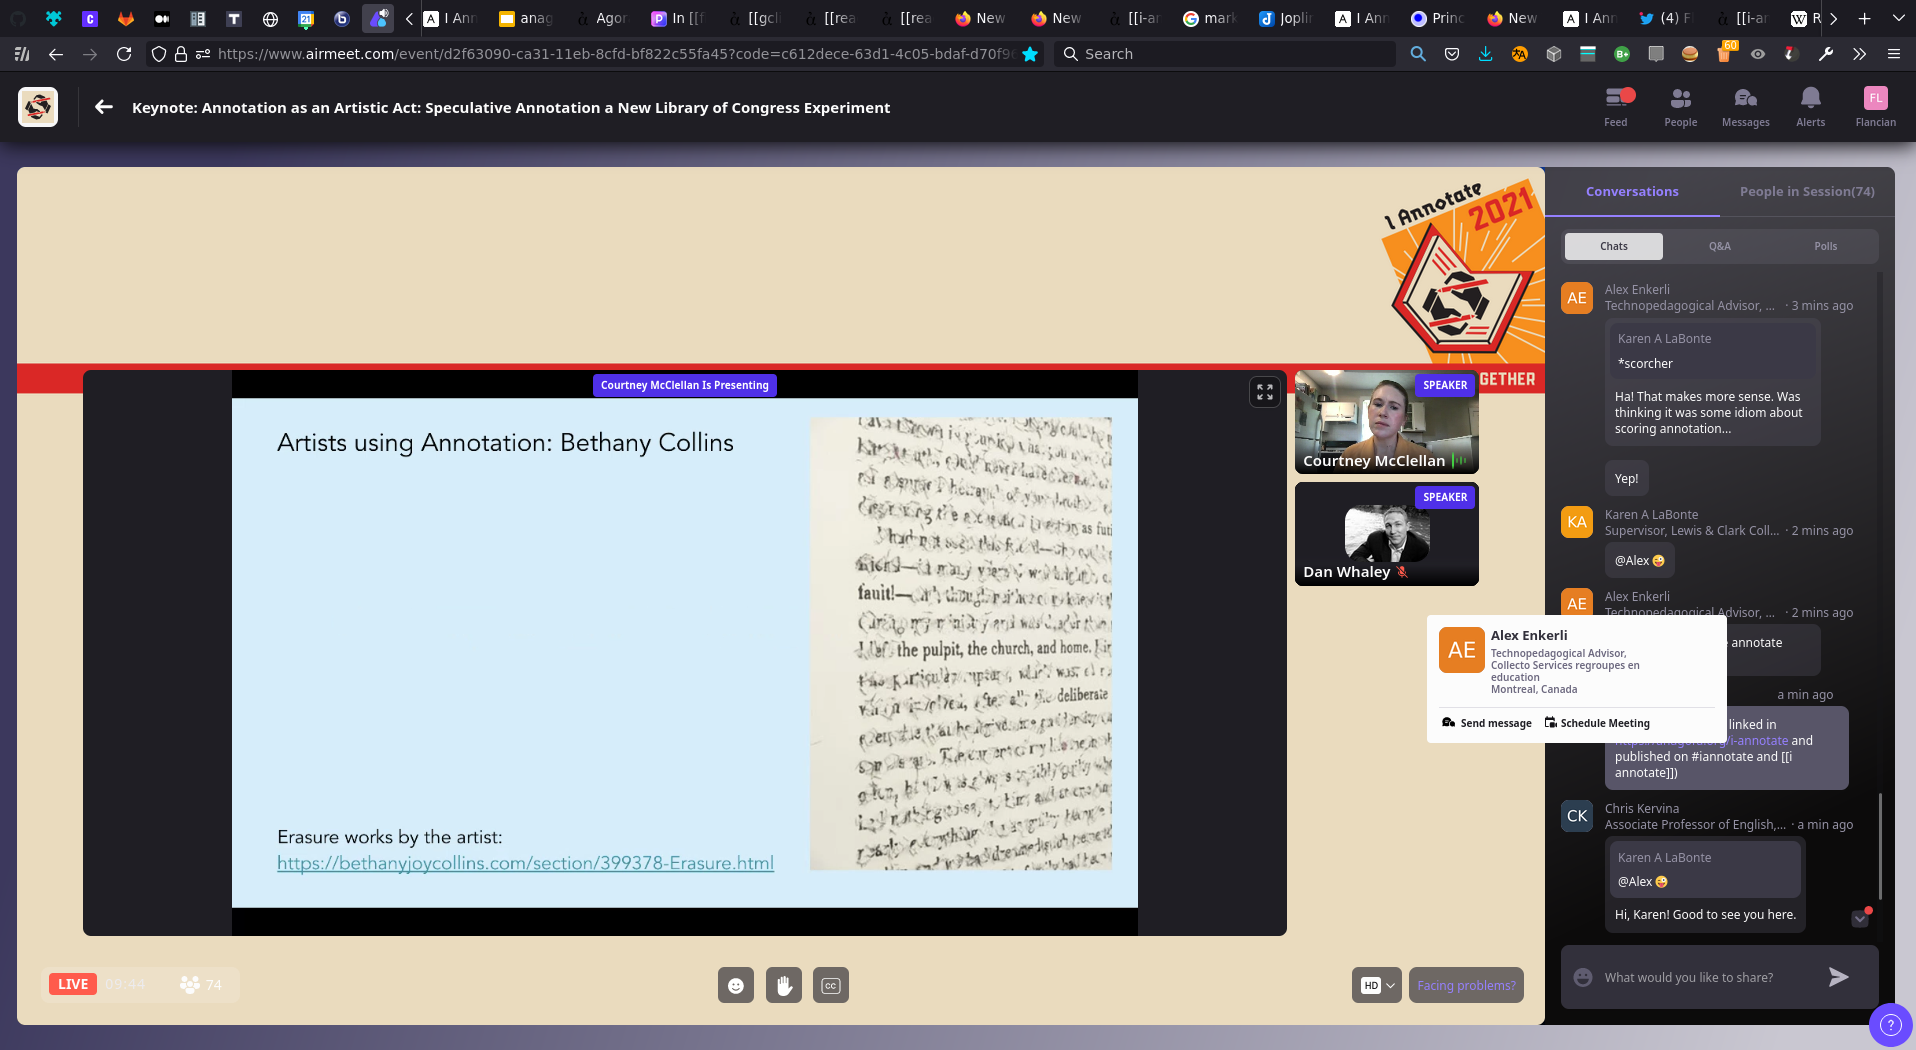 I Ann
anag
Agor
In [[f
[[gcli
[[rea
[[rea
New
New
[[i-ar
mark
Joplin
I Ann
Princ
New
I Ann
(4) F
[[i-ar
https://www.airmeet.com/event/d2f63090-ca31-11eb-8cfd-bf822c55fa45?code=c612dece-63d1-4c05-bdaf-d70f9
Search
60
Keynote: Annotation as an Artistic Act: Speculative Annotation a New Library of Congress Experiment
Feed
People
Messages
Alerts
FL
Flancian
I Annotate
2021
GETHER
Courtney McClellan Is Presenting
Artists using Annotation: Bethany Collins
fault!—
the pulpit, the church, and home.
deliberate
Erasure works by the artist:
https://bethanyjoycollins.com/section/399378-Erasure.html
SPEAKER
Courtney McClellan
SPEAKER
Dan Whaley
LIVE
09:44
74
CC
HD
Facing problems?
Conversations
People in Session(74)
Chats
Q&A
Polls
AE
Alex Enkerli
Technopedagogical Advisor, ... · 3 mins ago
Karen A LaBonte
*scorcher
Ha! That makes more sense. Was
thinking it was some idiom about
scoring annotation...
Yep!
KA
Karen A LaBonte
Supervisor, Lewis & Clark Coll... · 2 mins ago
@Alex 😜
AE
Alex Enkerli
Technopedagogical Advisor, ... · 2 mins ago
annotate
AE
Alex Enkerli
Technopedagogical Advisor,
Collecto Services regroupes en
education
Montreal, Canada
Send message
Schedule Meeting
a min ago
linked in
https://anagora.org/i-annotate and
published on #iannotate and [[i
annotate]])
CK
Chris Kervina
Associate Professor of English,... · a min ago
Karen A LaBonte
@Alex 😜
Hi, Karen! Good to see you here.
What would you like to share?